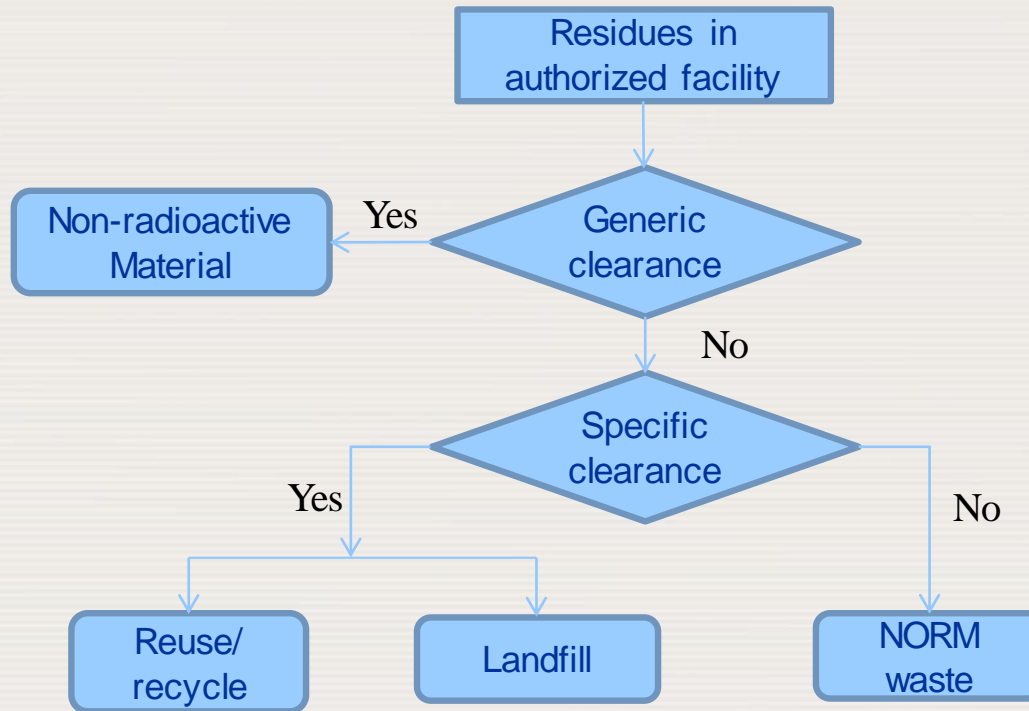 Residues in
authorized facility
Non-radioactive
Material
Yes
Generic
clearance
No
Specific
clearance
Yes
No
Reuse/
recycle
Landfill
NORM
waste